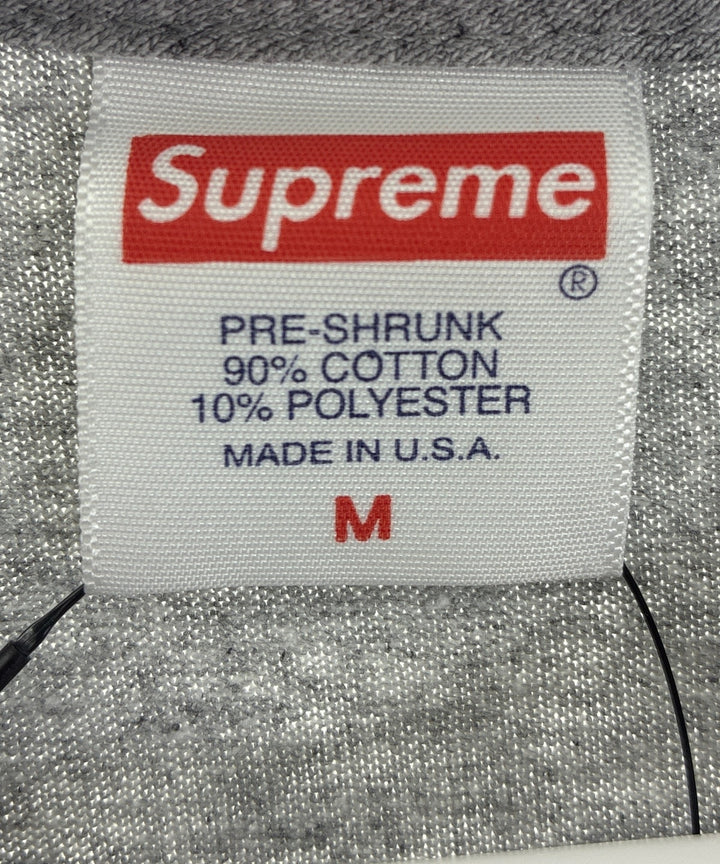 Supreme
®
PRE-SHRUNK
90% COTTON
10% POLYESTER
MADE IN U.S.A.
M